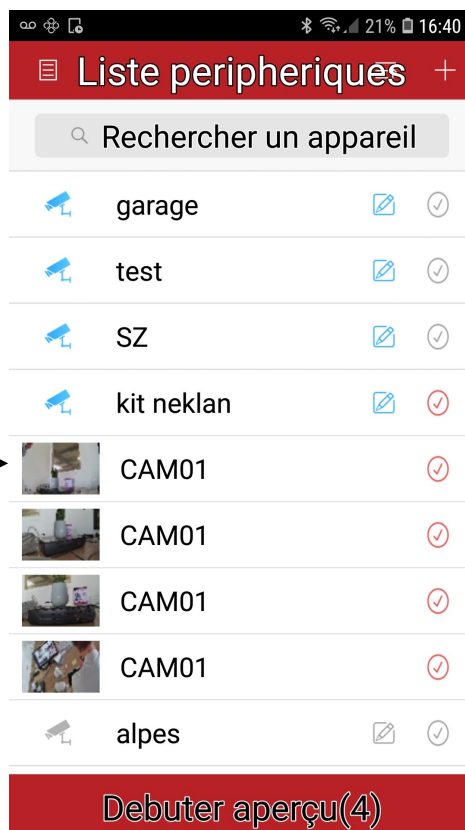 21% 16:40
Liste peripheriques
Rechercher un appareil
garage
test
SZ
kit neklan
CAM01
CAM01
CAM01
CAM01
alpes
Debuter aperçu(4)